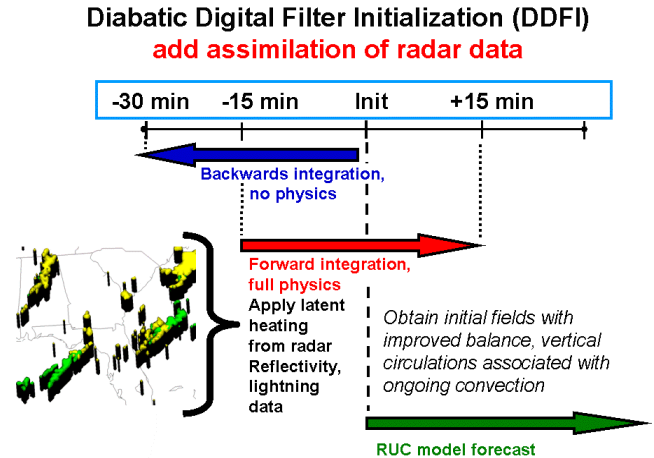 Diabatic Digital Filter Initialization (DDFI)
add assimilation of radar data
-30 min -15 min Init +15 min
Backwards integration,
no physics
Forward integration,
full physics
Apply latent
heating
from radar
Reflectivity,
lightning
data
Obtain initial fields with
improved balance, vertical
circulations associated with
ongoing convection
RUC model forecast